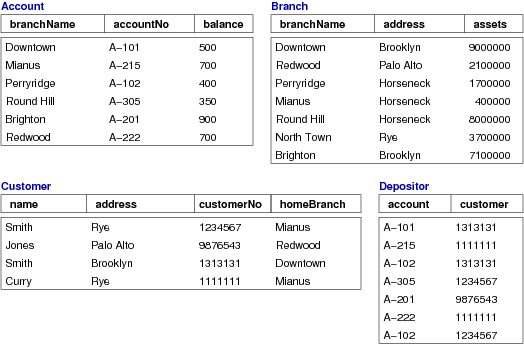 Account
branchName accountNo balance
Downtown A-101 500
Mianus A-215 700
Perryridge A-102 400
Round Hill A-305 350
Brighton A-201 900
Redwood A-222 700
Branch
branchName address assets
Downtown Brooklyn 9000000
Redwood Palo Alto 2100000
Perryridge Horseneck 1700000
Mianus Horseneck 400000
Round Hill Horseneck 8000000
North Town Rye 3700000
Brighton Brooklyn 7100000
Customer
name address customerNo homeBranch
Smith Rye 1234567 Mianus
Jones Palo Alto 9876543 Redwood
Smith Brooklyn 1313131 Downtown
Curry Rye 1111111 Mianus
Depositor
account customer
A-101 1313131
A-215 1111111
A-102 1313131
A-305 1234567
A-201 9876543
A-222 1111111
A-102 1234567